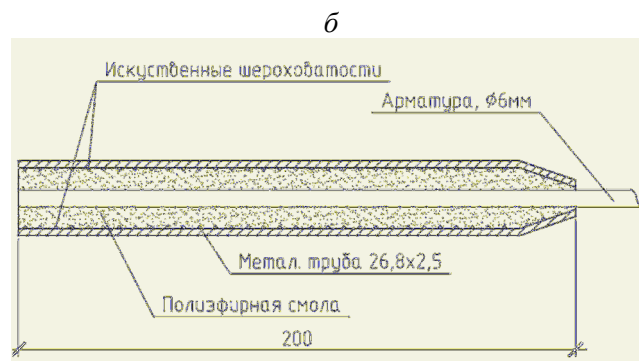 б
Искуственные шероховатости
Арматура, ф6мм
Метал. труба 26,8х2,5
Полиэфирная смола
200